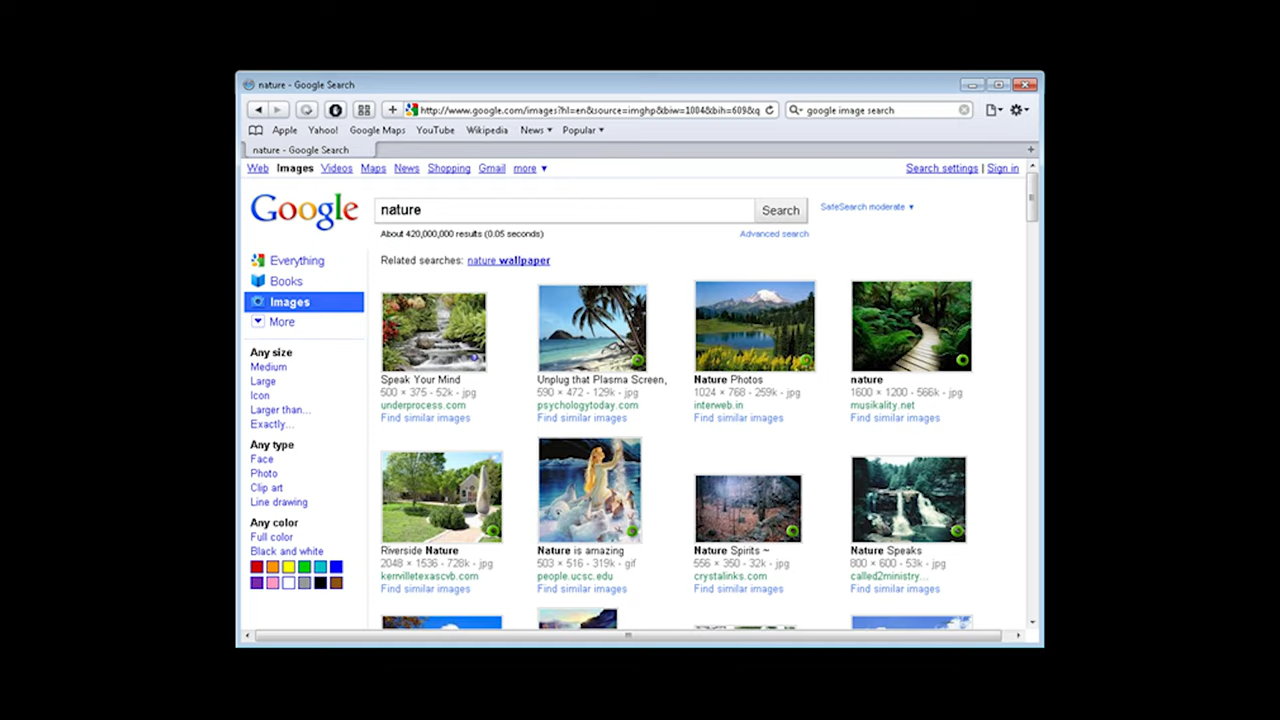 nature - Google Search
http://www.google.com/images?hl=en&source=imghp&biw=1004&bih=609&q
google image search
Apple Yahoo! Google Maps YouTube Wikipedia News ▾ Popular ▾
nature - Google Search
Web Images Videos Maps News Shopping Gmail more ▼
Search settings | Sign in
Google
nature
Search
SafeSearch moderate ▼
About 420,000,000 results (0.05 seconds)
Advanced search
Everything
Books
Images
More
Any size
Medium
Large
Icon
Larger than...
Exactly...
Any type
Face
Photo
Clip art
Line drawing
Any color
Full color
Black and white
Related searches: nature wallpaper
Speak Your Mind
500 × 375 - 52k - jpg
underprocess.com
Find similar images
Unplug that Plasma Screen,
590 × 472 - 129k - jpg
psychologytoday.com
Find similar images
Nature Photos
1024 × 768 - 259k - jpg
interweb.in
Find similar images
nature
1600 × 1200 - 566k - jpg
musikality.net
Find similar images
Riverside Nature
2048 × 1536 - 728k - jpg
kerrvilletexascvb.com
Find similar images
Nature is amazing
503 × 516 - 319k - gif
people.ucsc.edu
Find similar images
Nature Spirits ~
556 × 350 - 32k - jpg
crystalinks.com
Find similar images
Nature Speaks
800 × 600 - 53k - jpg
called2ministry...
Find similar images